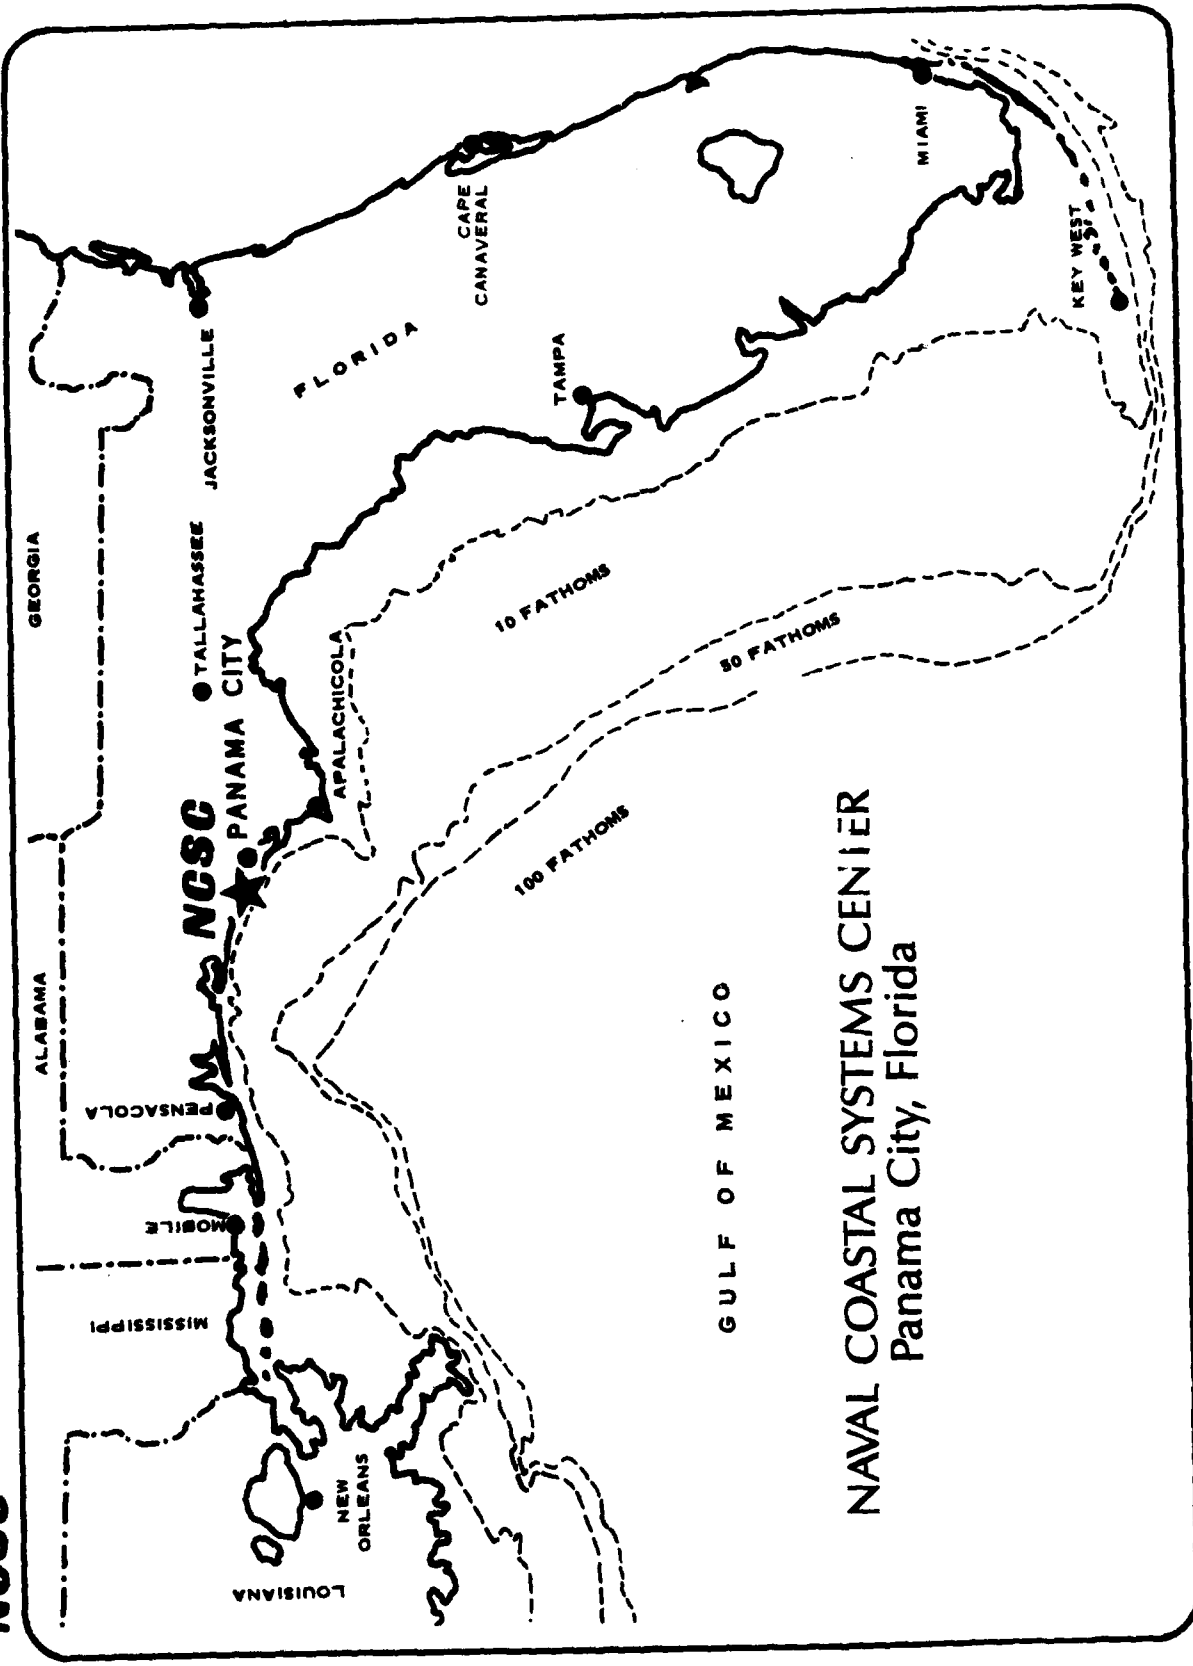 GEORGIA
ALABAMA
MISSISSIPPI
LOUISIANA
NEW
ORLEANS
MOBILE
PENSACOLA
NCSC
PANAMA CITY
TALLAHASSEE
JACKSONVILLE
APALACHICOLA
FLORIDA
CAPE
CANAVERAL
TAMPA
MIAMI
KEY WEST
10 FATHOMS
50 FATHOMS
100 FATHOMS
GULF OF MEXICO
NAVAL COASTAL SYSTEMS CENTER
Panama City, Florida